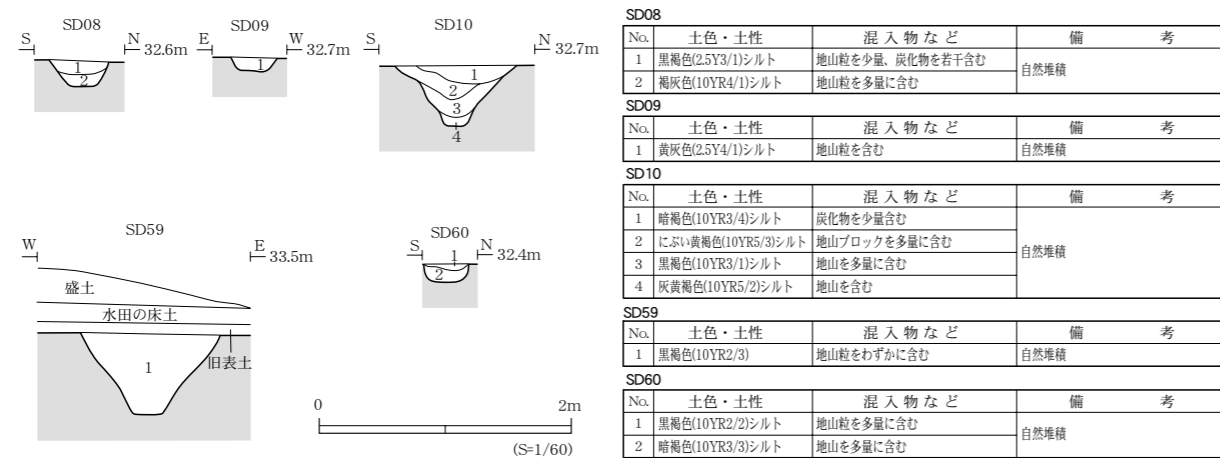 SD08
S
N 32.6m
1
2
SD09
E
W 32.7m
1
SD10
S
N 32.7m
1
2
3
4
SD59
W
E 33.5m
盛土
水田の床土
旧表土
1
SD60
S
N 32.4m
1
2
0 2m
(S=1/60)
SD08
No. 土色・土性 混入物など 備考
1 黒褐色(2.5Y3/1)シルト 地山粒を少量、炭化物を若干含む 自然堆積
2 褐灰色(10YR4/1)シルト 地山粒を多量に含む
SD09
No. 土色・土性 混入物など 備考
1 黄灰色(2.5Y4/1)シルト 地山粒を含む 自然堆積
SD10
No. 土色・土性 混入物など 備考
1 暗褐色(10YR3/4)シルト 炭化物を少量含む 自然堆積
2 にぶい黄褐色(10YR5/3)シルト 地山ブロックを多量に含む
3 黒褐色(10YR3/1)シルト 地山を多量に含む
4 灰黄褐色(10YR5/2)シルト 地山を含む
SD59
No. 土色・土性 混入物など 備考
1 黒褐色(10YR2/3) 地山粒をわずかに含む 自然堆積
SD60
No. 土色・土性 混入物など 備考
1 黒褐色(10YR2/2)シルト 地山粒を多量に含む 自然堆積
2 暗褐色(10YR3/3)シルト 地山を多量に含む